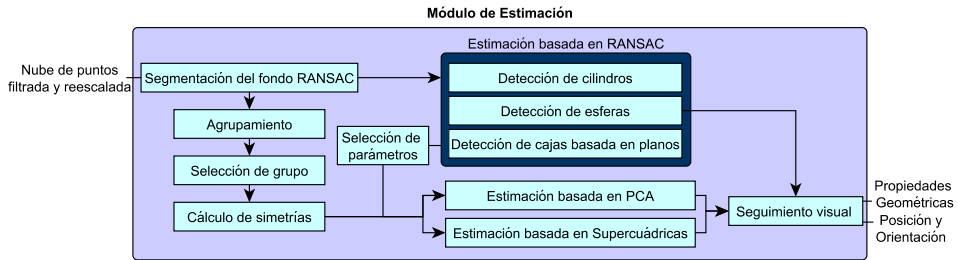 Módulo de Estimación
Estimación basada en RANSAC
Nube de puntos
filtrada y reescalada
Segmentación del fondo RANSAC
Detección de cilindros
Detección de esferas
Detección de cajas basada en planos
Agrupamiento
Selección de
parámetros
Selección de grupo
Cálculo de simetrías
Estimación basada en PCA
Estimación basada en Supercuádricas
Seguimiento visual
Propiedades
Geométricas
Posición y
Orientación